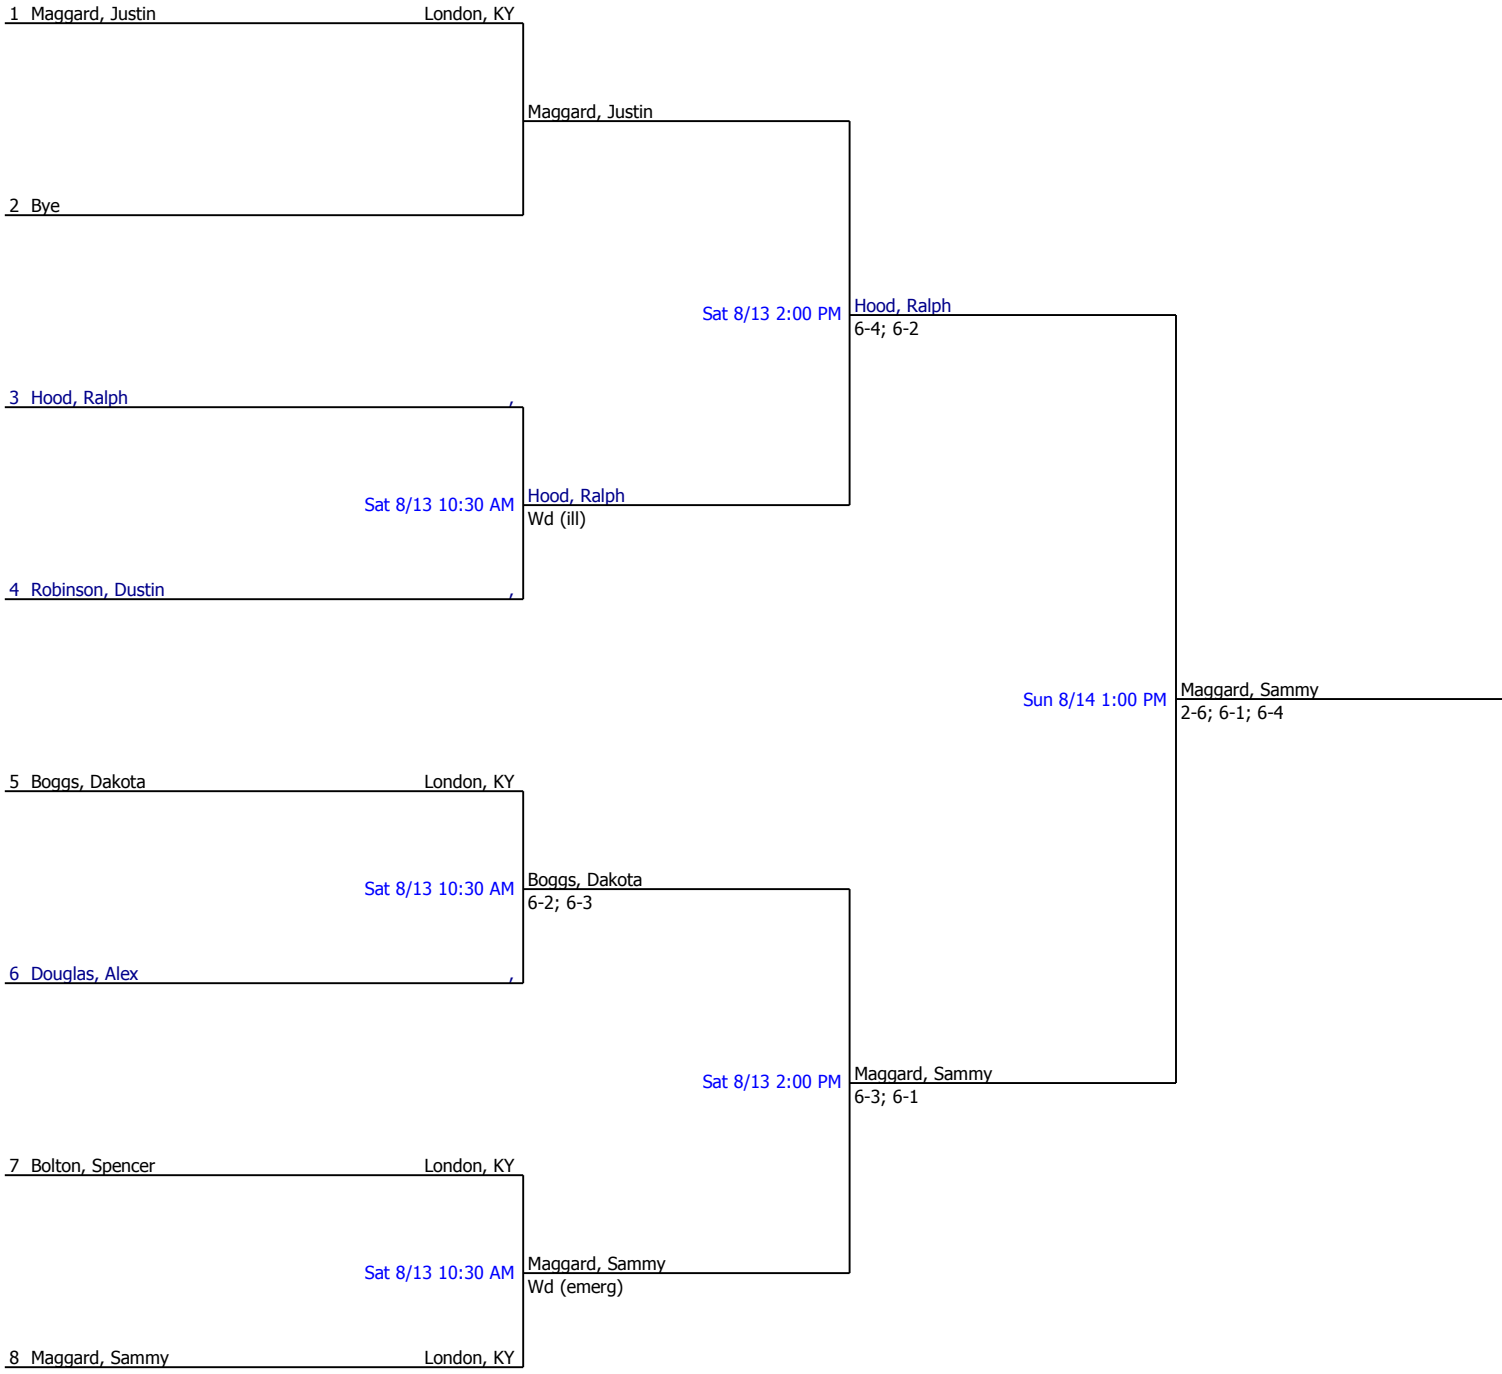 1 Maggard, Justin London, KY
Maggard, Justin
2 Bye
Sat 8/13 2:00 PM Hood, Ralph
6-4; 6-2
3 Hood, Ralph ,
Sat 8/13 10:30 AM Hood, Ralph
Wd (ill)
4 Robinson, Dustin ,
Sun 8/14 1:00 PM Maggard, Sammy
2-6; 6-1; 6-4
5 Boggs, Dakota London, KY
Sat 8/13 10:30 AM Boggs, Dakota
6-2; 6-3
6 Douglas, Alex ,
Sat 8/13 2:00 PM Maggard, Sammy
6-3; 6-1
7 Bolton, Spencer London, KY
Sat 8/13 10:30 AM Maggard, Sammy
Wd (emerg)
8 Maggard, Sammy London, KY